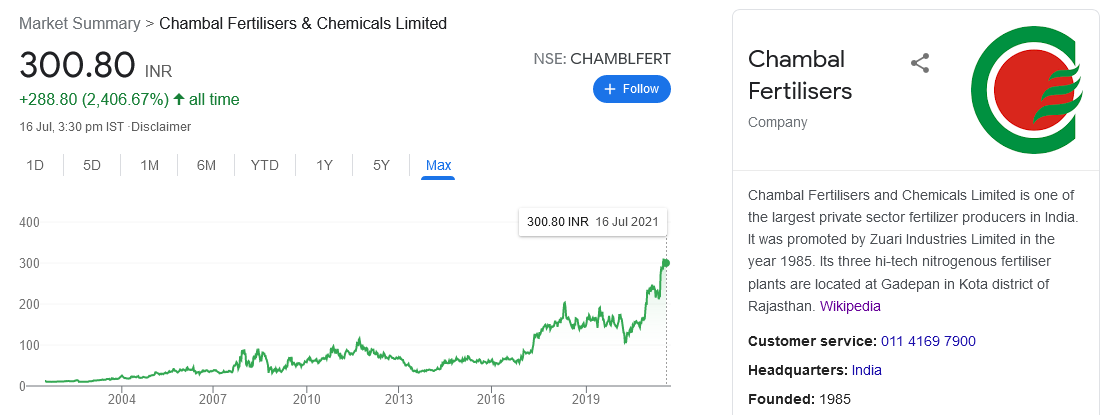 Market Summary > Chambal Fertilisers & Chemicals Limited
300.80 INR
NSE: CHAMBLFERT
+288.80 (2,406.67%) ↑ all time
+ Follow
16 Jul, 3:30 pm IST · Disclaimer
1D 5D 1M 6M YTD 1Y 5Y Max
300.80 INR 16 Jul 2021
400
300
200
100
0
2004 2007 2010 2013 2016 2019
Chambal
Fertilisers
Company
Chambal Fertilisers and Chemicals Limited is one of
the largest private sector fertilizer producers in India.
It was promoted by Zuari Industries Limited in the
year 1985. Its three hi-tech nitrogenous fertiliser
plants are located at Gadepan in Kota district of
Rajasthan. Wikipedia
Customer service: 011 4169 7900
Headquarters: India
Founded: 1985